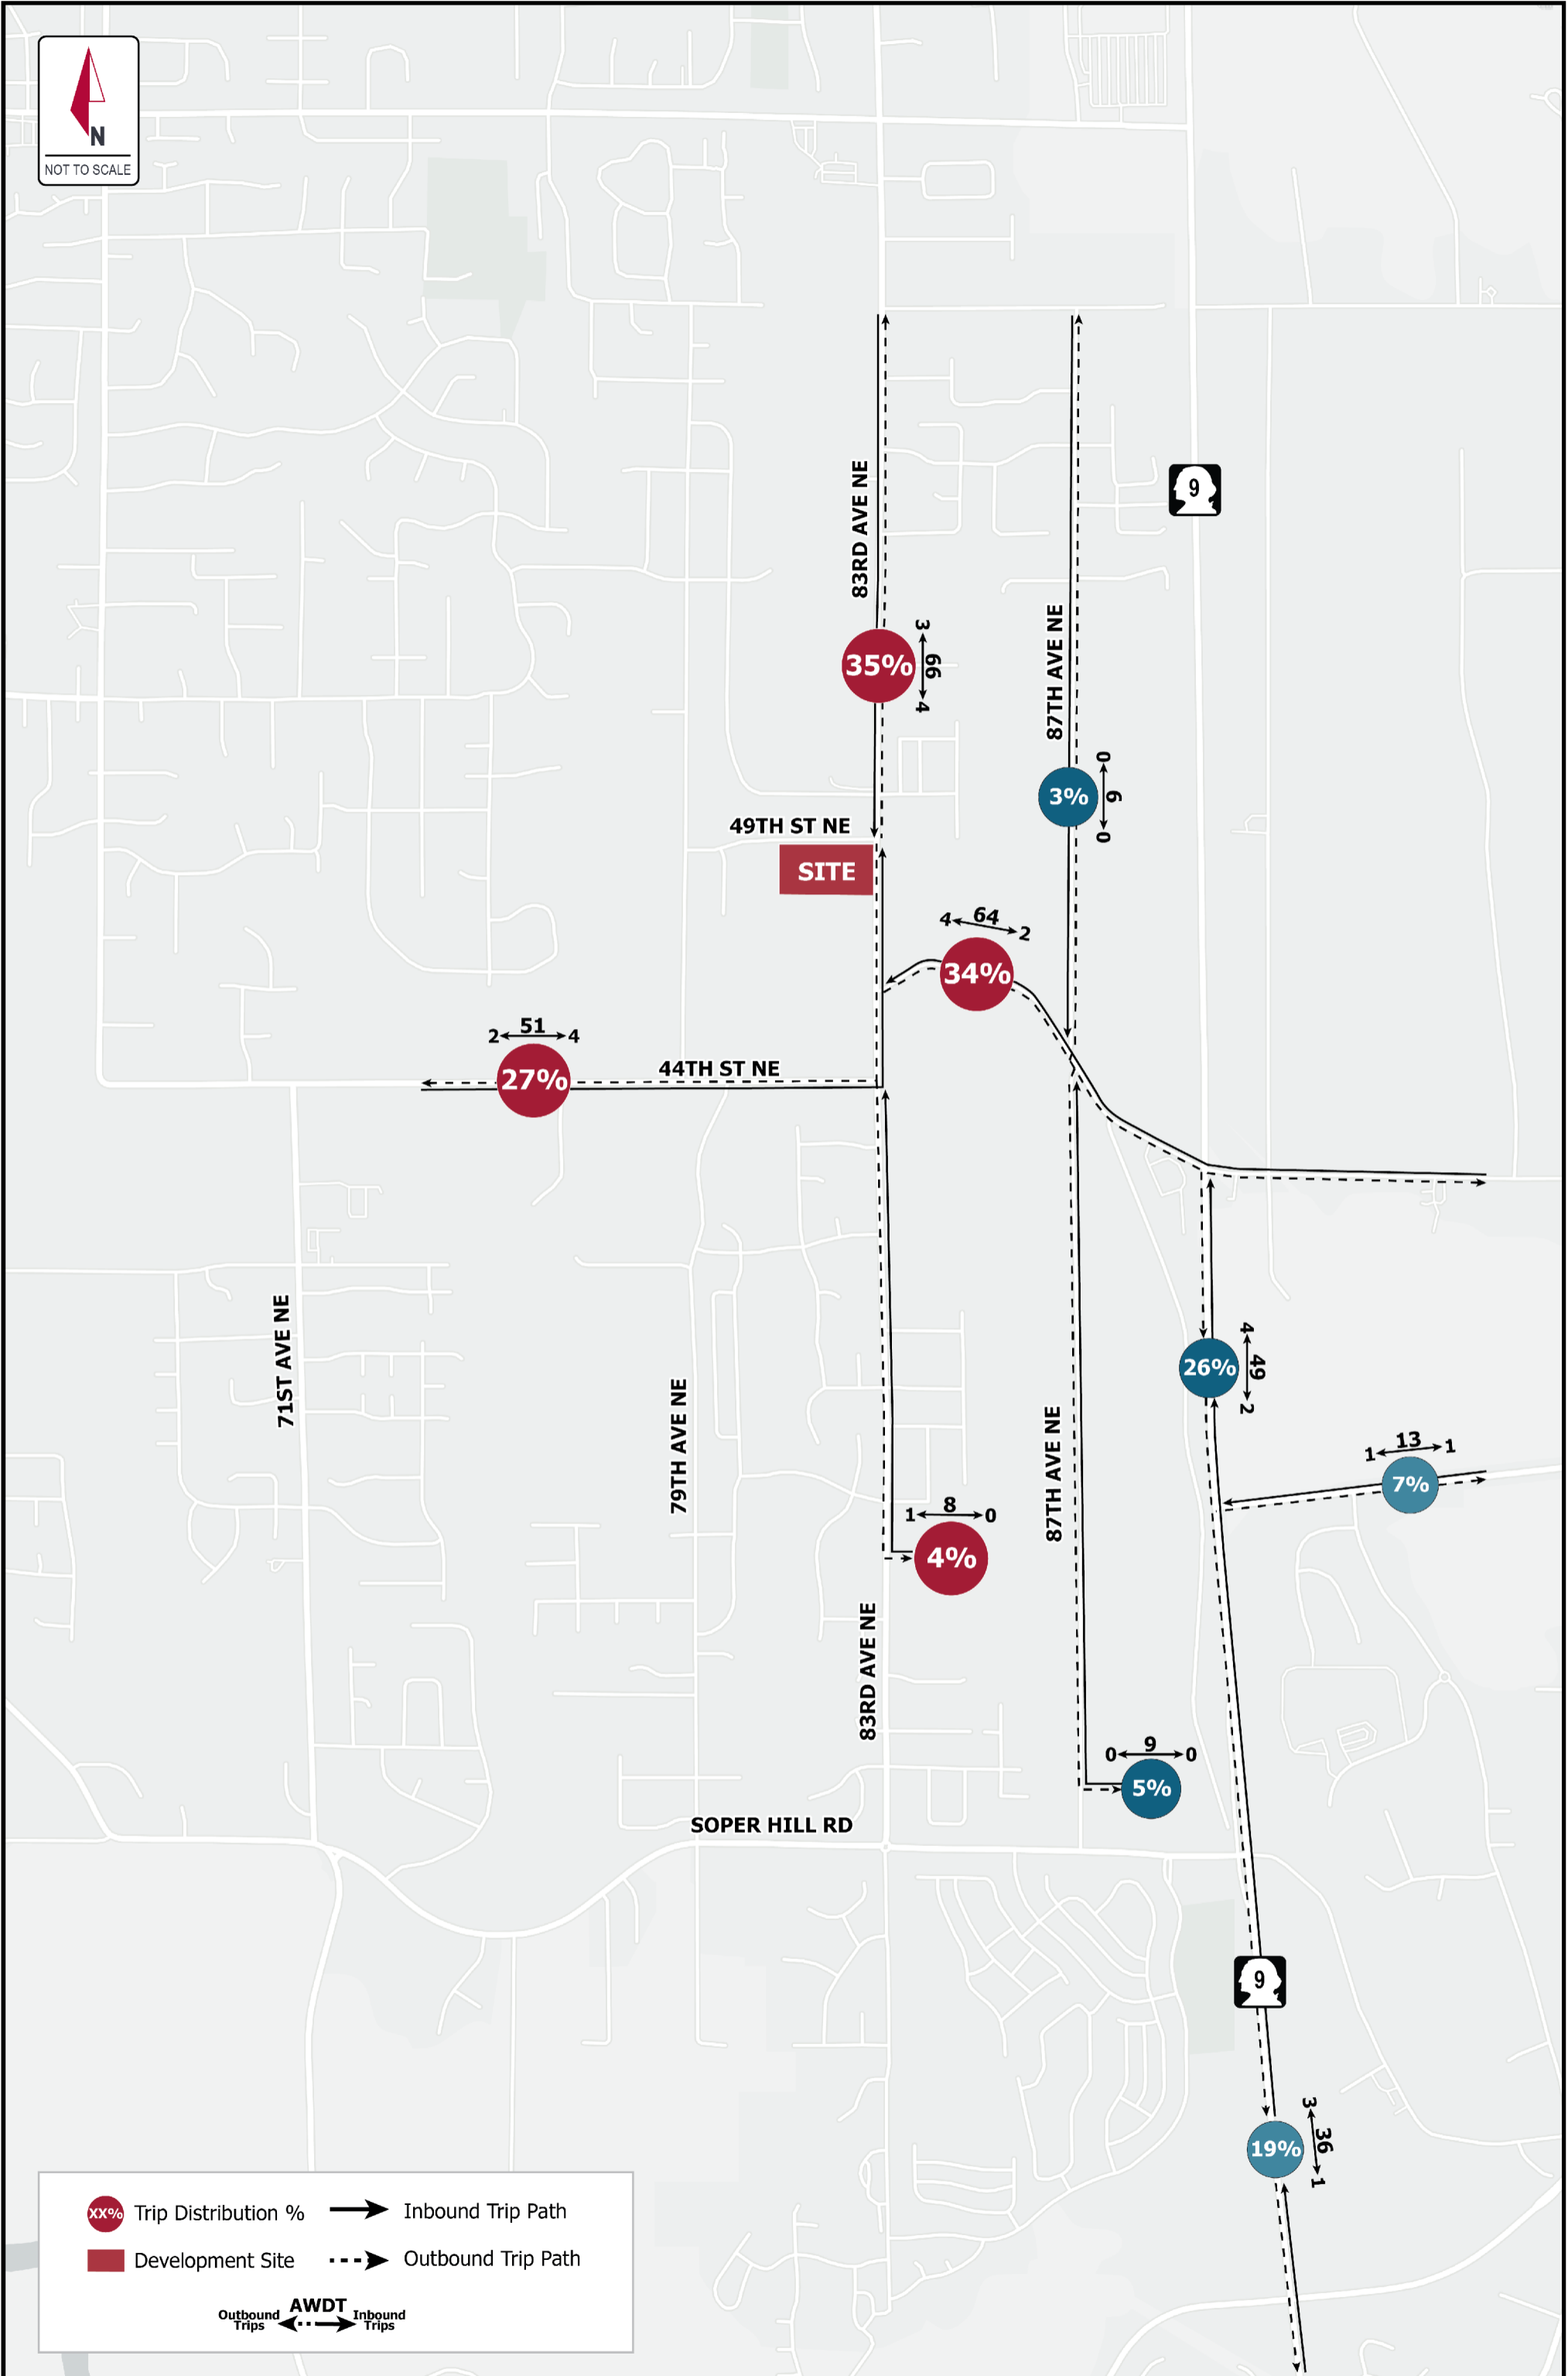 N
NOT TO SCALE
9
83RD AVE NE
87TH AVE NE
35%
3
66
4
3%
0
6
0
49TH ST NE
SITE
4 64 2
34%
2 51 4
27%
44TH ST NE
71ST AVE NE
79TH AVE NE
83RD AVE NE
87TH AVE NE
26%
4
49
2
1 13 1
7%
1 8 0
4%
0 9 0
5%
SOPER HILL RD
9
19%
3
36
1
XX% Trip Distribution %
Inbound Trip Path
Development Site
Outbound Trip Path
AWDT
Outbound
Trips
Inbound
Trips